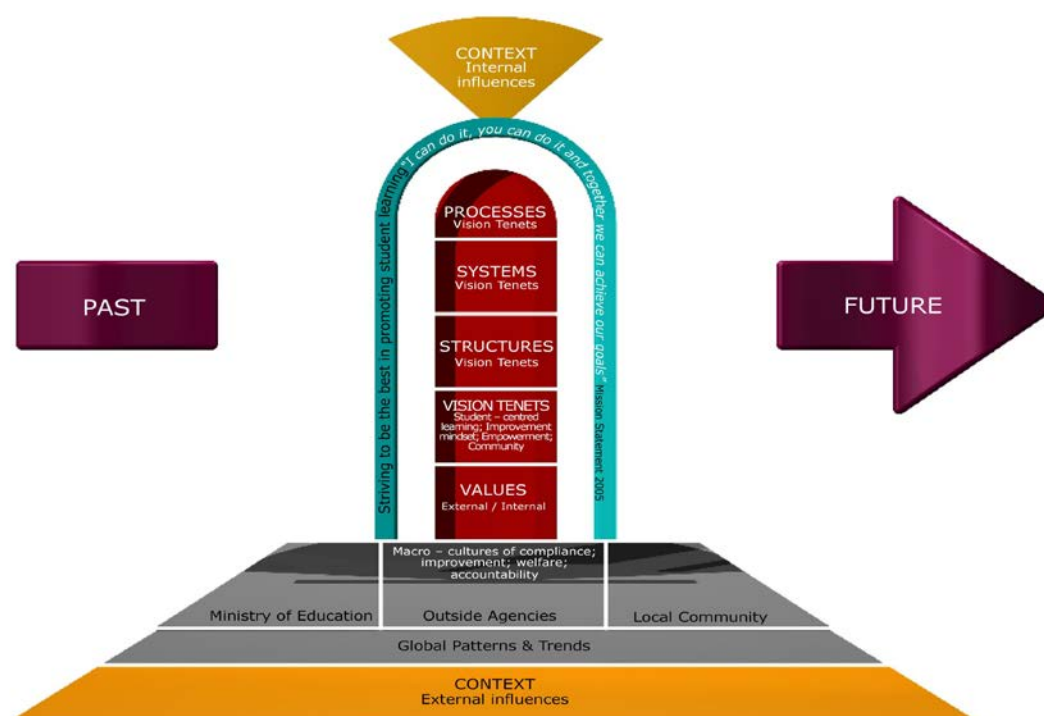 CONTEXT
Internal
influences
Striving to be the best in promoting student learning "I can do it, you can do it and together we can achieve our goals." Mission Statement 2005
PROCESSES
Vision Tenets
SYSTEMS
Vision Tenets
PAST
FUTURE
STRUCTURES
Vision Tenets
VISION TENETS
Student – centred
learning; Improvement
mindset; Empowerment;
Community
VALUES
External / Internal
Macro – cultures of compliance;
improvement; welfare;
accountability
Ministry of Education
Outside Agencies
Local Community
Global Patterns & Trends
CONTEXT
External influences